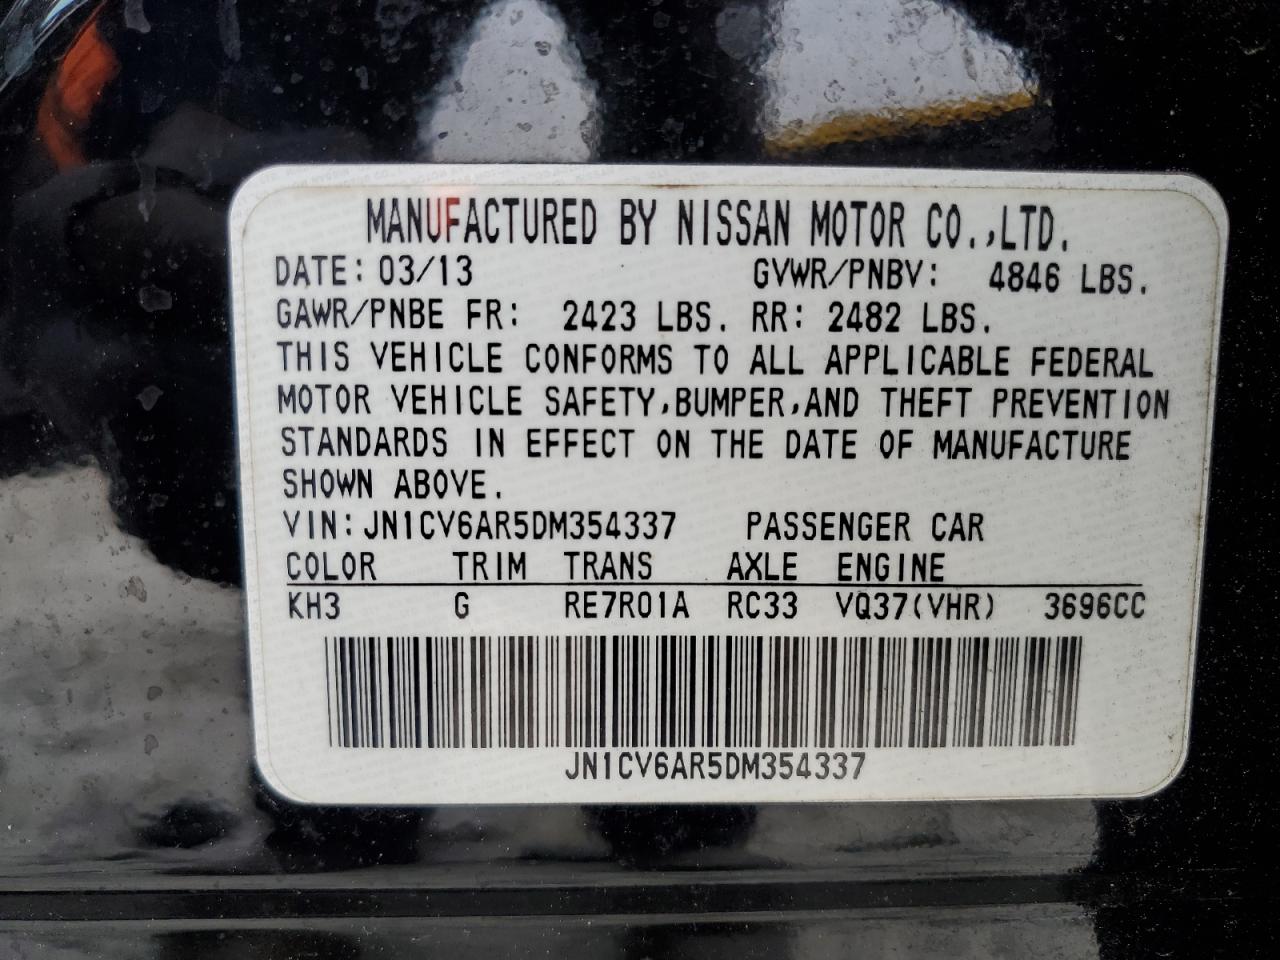 MANUFACTURED BY NISSAN MOTOR CO.,LTD.
DATE: 03/13 GVWR/PNBV: 4846 LBS.
GAWR/PNBE FR: 2423 LBS. RR: 2482 LBS.
THIS VEHICLE CONFORMS TO ALL APPLICABLE FEDERAL
MOTOR VEHICLE SAFETY,BUMPER,AND THEFT PREVENTION
STANDARDS IN EFFECT ON THE DATE OF MANUFACTURE
SHOWN ABOVE.
VIN:JN1CV6AR5DM354337 PASSENGER CAR
COLOR TRIM TRANS AXLE ENGINE
KH3 G RE7R01A RC33 VQ37(VHR) 3696CC
JN1CV6AR5DM354337